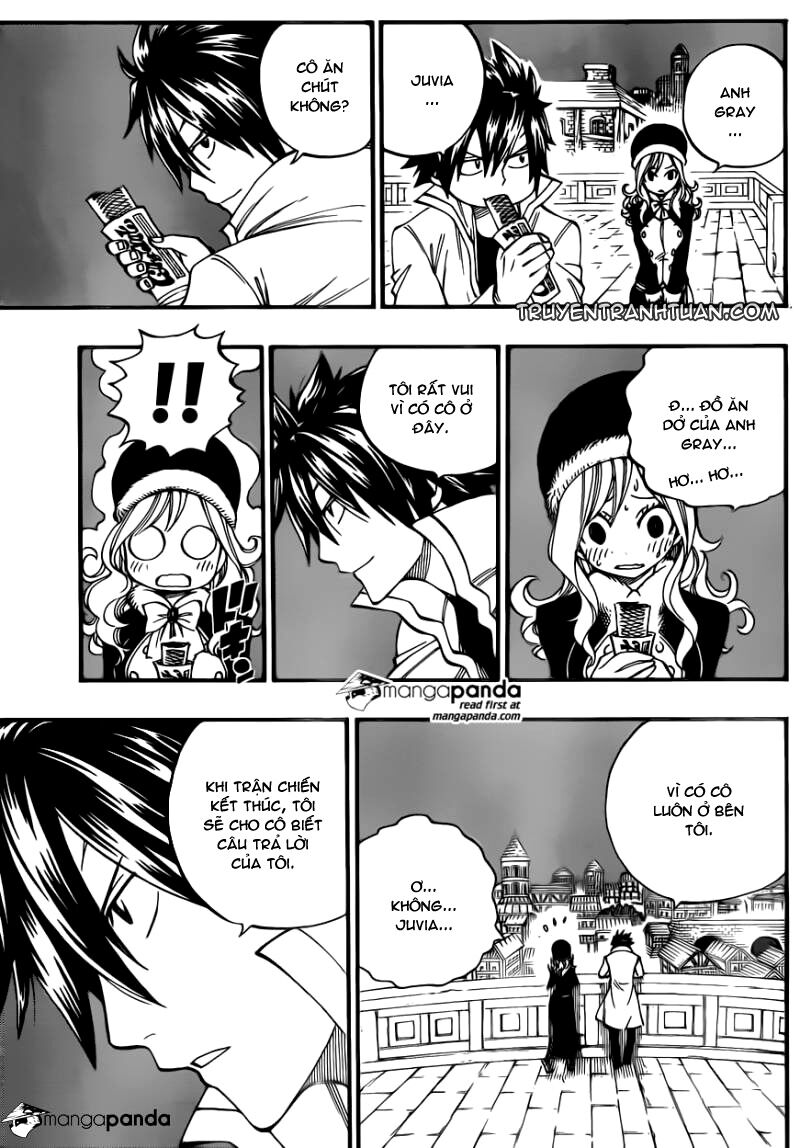 ANH
GRAY
...
JUVIA
...
CÔ ĂN
CHÚT
KHÔNG?
TRUYENTRANHTUAN.COM
Đ... ĐỒ ĂN
DỞ CỦA ANH
GRAY...
HƠ... HƠ...
TÔI RẤT VUI
VÌ CÓ CÔ Ở
ĐÂY.
!!
mangapanda
read first at
mangapanda.com
VÌ CÓ CÔ
LUÔN Ở BÊN
TÔI.
Ơ...
KHÔNG...
JUVIA...
KHI TRẬN CHIẾN
KẾT THÚC, TÔI
SẼ CHO CÔ BIẾT
CÂU TRẢ LỜI
CỦA TÔI.
mangapanda